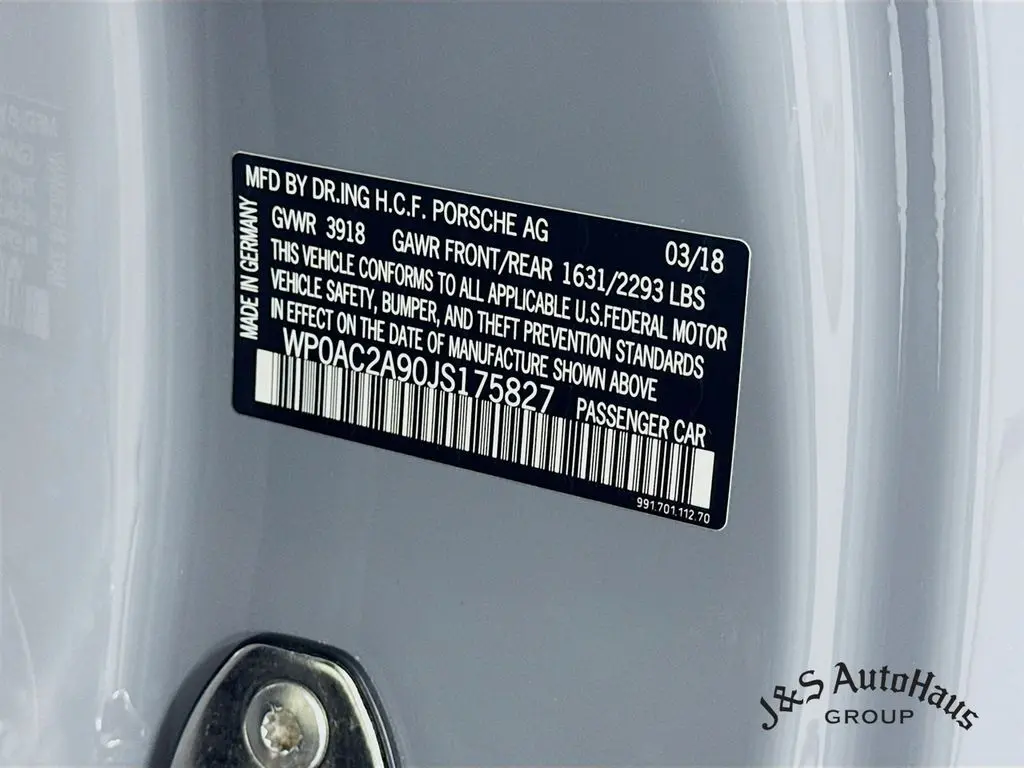 MFD BY DR.ING H.C.F. PORSCHE AG 03/18
GVWR 3918 GAWR FRONT/REAR 1631/2293 LBS
THIS VEHICLE CONFORMS TO ALL APPLICABLE U.S.FEDERAL MOTOR
VEHICLE SAFETY, BUMPER, AND THEFT PREVENTION STANDARDS
IN EFFECT ON THE DATE OF MANUFACTURE SHOWN ABOVE
WP0AC2A90JS175827 PASSENGER CAR
991.701.112.70
MADE IN GERMANY
J&S AutoHaus
GROUP